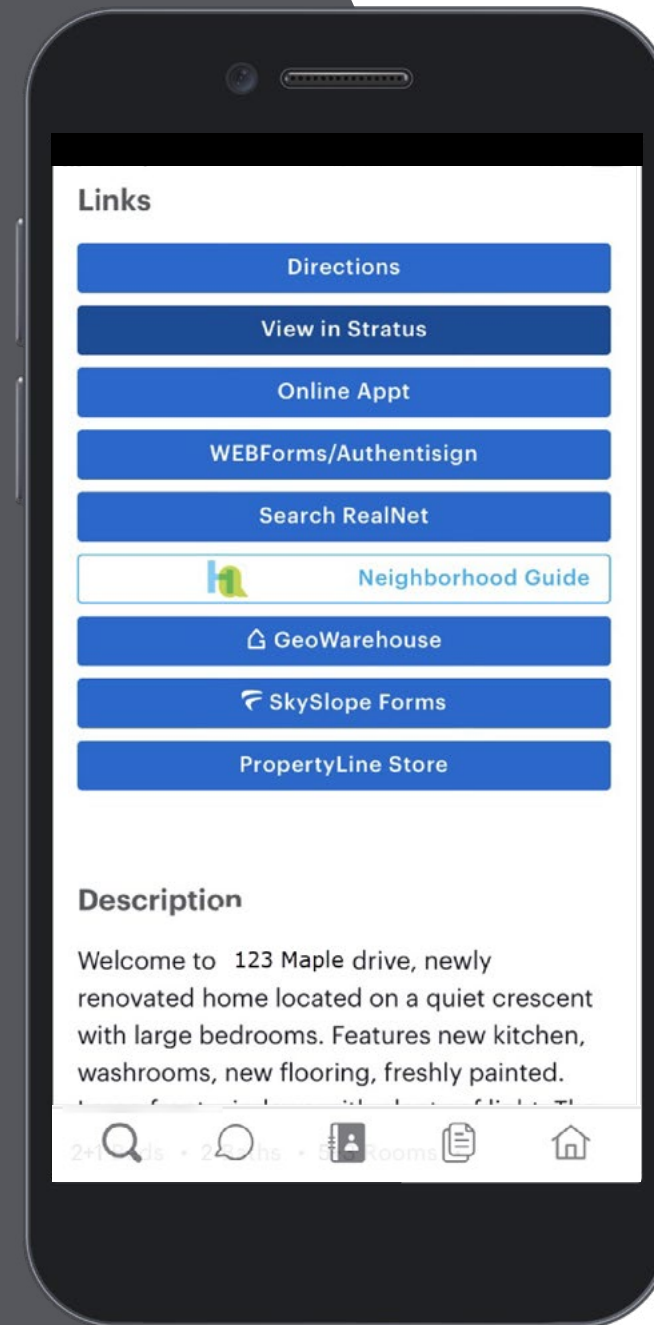 Links
Directions
View in Stratus
Online Appt
WEBForms/Authentisign
Search RealNet
Neighborhood Guide
GeoWarehouse
SkySlope Forms
PropertyLine Store
Description
Welcome to 123 Maple drive, newly
renovated home located on a quiet crescent
with large bedrooms. Features new kitchen,
washrooms, new flooring, freshly painted.